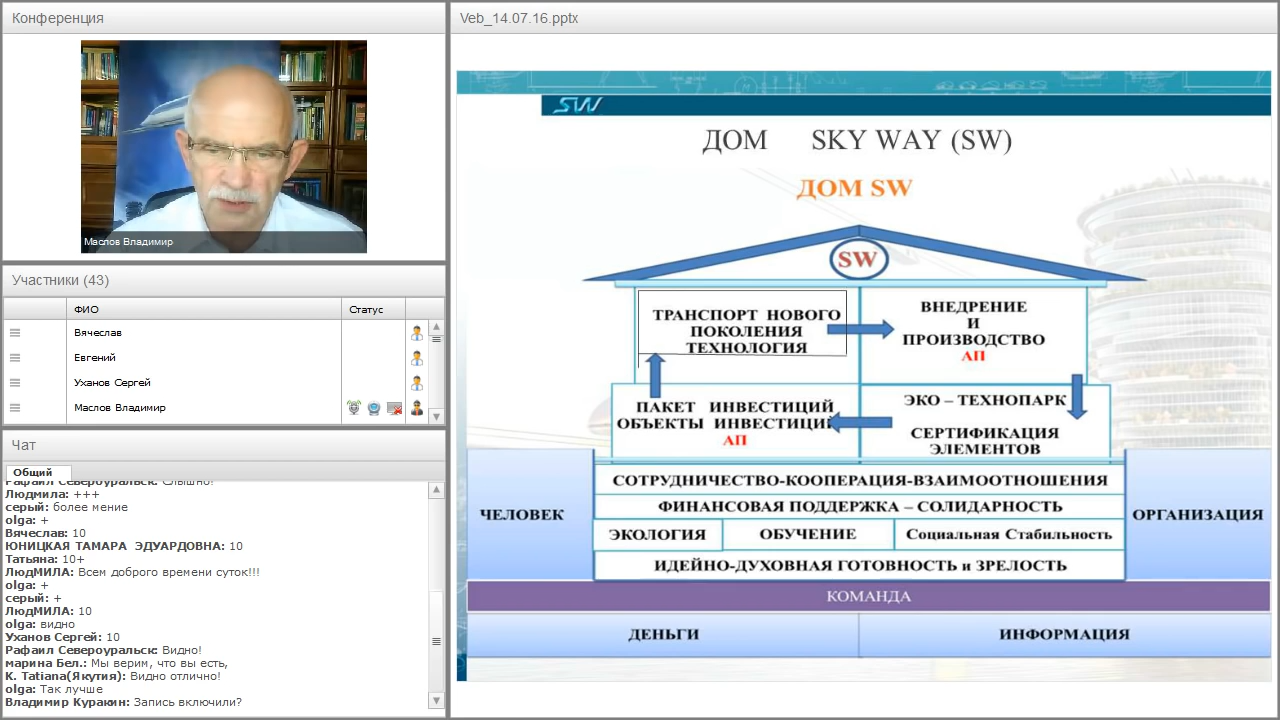 Конференция
Маслов Владимир
Участники (43)
ФИО Статус
Вячеслав
Евгений
Уханов Сергей
Маслов Владимир
Чат
Общий
Рафаил Североуральск: Слышно!
Людмила: +++
серый: более мение
olga: +
Вячеслав: 10
ЮНИЦКАЯ ТАМАРА ЭДУАРДОВНА: 10
Татьяна: 10+
ЛюдМИЛА: Всем доброго времени суток!!!
olga: +
серый: +
ЛюдМИЛА: 10
olga: видно
Уханов Сергей: 10
Рафаил Североуральск: Видно!
марина Бел.: Мы верим, что вы есть,
K. Tatiana(Якутия): Видно отлично!
olga: Так лучше
Владимир Куракин: Запись включили?
Veb_14.07.16.pptx
SW
ДОМ SKY WAY (SW)
ДОМ SW
SW
ТРАНСПОРТ НОВОГО
ПОКОЛЕНИЯ
ТЕХНОЛОГИЯ
ВНЕДРЕНИЕ
И
ПРОИЗВОДСТВО
АП
ПАКЕТ ИНВЕСТИЦИЙ
ОБЪЕКТЫ ИНВЕСТИЦИЙ
АП
ЭКО – ТЕХНОПАРК
СЕРТИФИКАЦИЯ
ЭЛЕМЕНТОВ
ЧЕЛОВЕК
СОТРУДНИЧЕСТВО-КООПЕРАЦИЯ-ВЗАИМООТНОШЕНИЯ
ФИНАНСОВАЯ ПОДДЕРЖКА – СОЛИДАРНОСТЬ
ЭКОЛОГИЯ ОБУЧЕНИЕ Социальная Стабильность
ИДЕЙНО-ДУХОВНАЯ ГОТОВНОСТЬ и ЗРЕЛОСТЬ
ОРГАНИЗАЦИЯ
КОМАНДА
ДЕНЬГИ ИНФОРМАЦИЯ